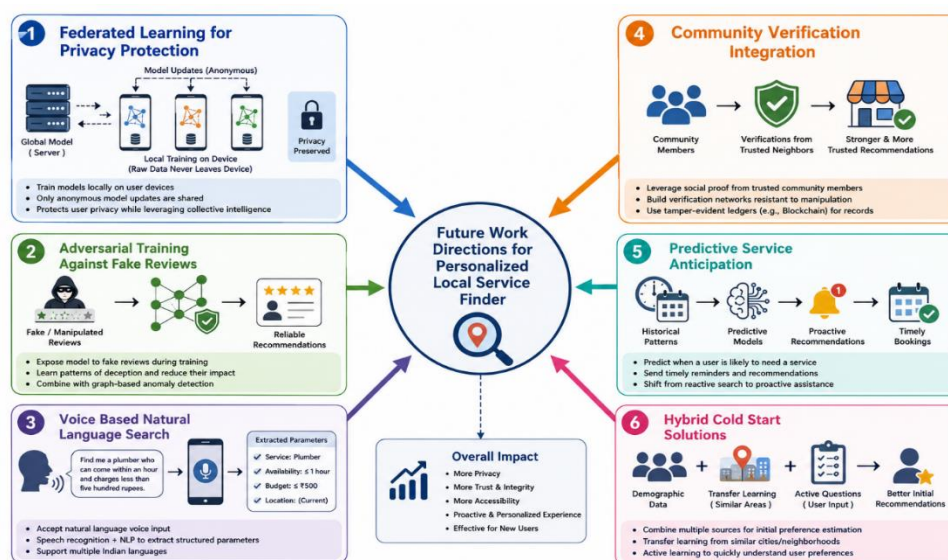 1
Federated Learning for
Privacy Protection
Model Updates (Anonymous)
Global Model
( Server )
Local Training on Device
(Raw Data Never Leaves Device)
Privacy
Preserved
• Train models locally on user devices
• Only anonymous model updates are shared
• Protects user privacy while leveraging collective intelligence
2
Adversarial Training
Against Fake Reviews
Fake / Manipulated
Reviews
Reliable
Recommendations
• Expose model to fake reviews during training
• Learn patterns of deception and reduce their impact
• Combine with graph-based anomaly detection
3
Voice Based Natural
Language Search
Find me a plumber who
can come within an hour
and charges less than
five hundred rupees.
Extracted Parameters
Service: Plumber
Availability: ≤ 1 hour
Budget: ≤ ₹500
Location: (Current)
• Accept natural language voice input
• Speech recognition + NLP to extract structured parameters
• Support multiple Indian languages
Future Work
Directions for
Personalized
Local Service
Finder
Overall Impact
• More Privacy
• More Trust & Integrity
• More Accessibility
• Proactive & Personalized Experience
• Effective for New Users
4
Community Verification
Integration
Community
Members
Verifications from
Trusted Neighbors
Stronger & More
Trusted Recommendations
• Leverage social proof from trusted community members
• Build verification networks resistant to manipulation
• Use tamper-evident ledgers (e.g., Blockchain) for records
5
Predictive Service
Anticipation
1
Historical
Patterns
Predictive
Models
Proactive
Recommendations
Timely
Bookings
• Predict when a user is likely to need a service
• Send timely reminders and recommendations
• Shift from reactive search to proactive assistance
6
Hybrid Cold Start
Solutions
Demographic
Data
Transfer Learning
(Similar Areas)
Active Questions
( User Input )
Better Initial
Recommendations
• Combine multiple sources for initial preference estimation
• Transfer learning from similar cities/neighborhoods
• Active learning to quickly understand user preferences